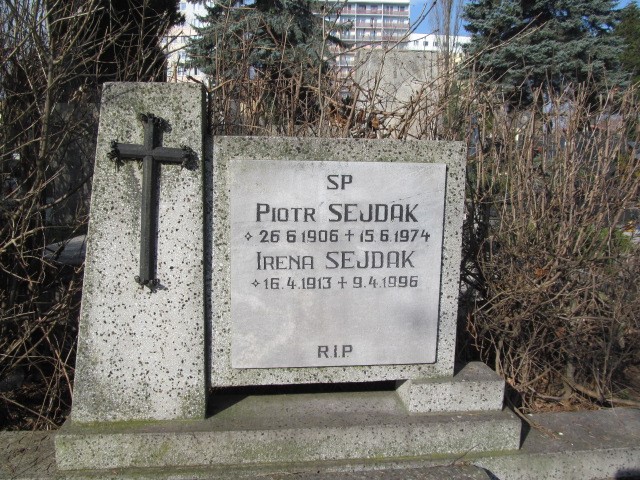 SP
Piotr SEJDAK
✧ 26 6 1906 + 15.6 1974
Irena SEJDAK
✧ 16.4.1913 + 9.4.1996
R.I.P